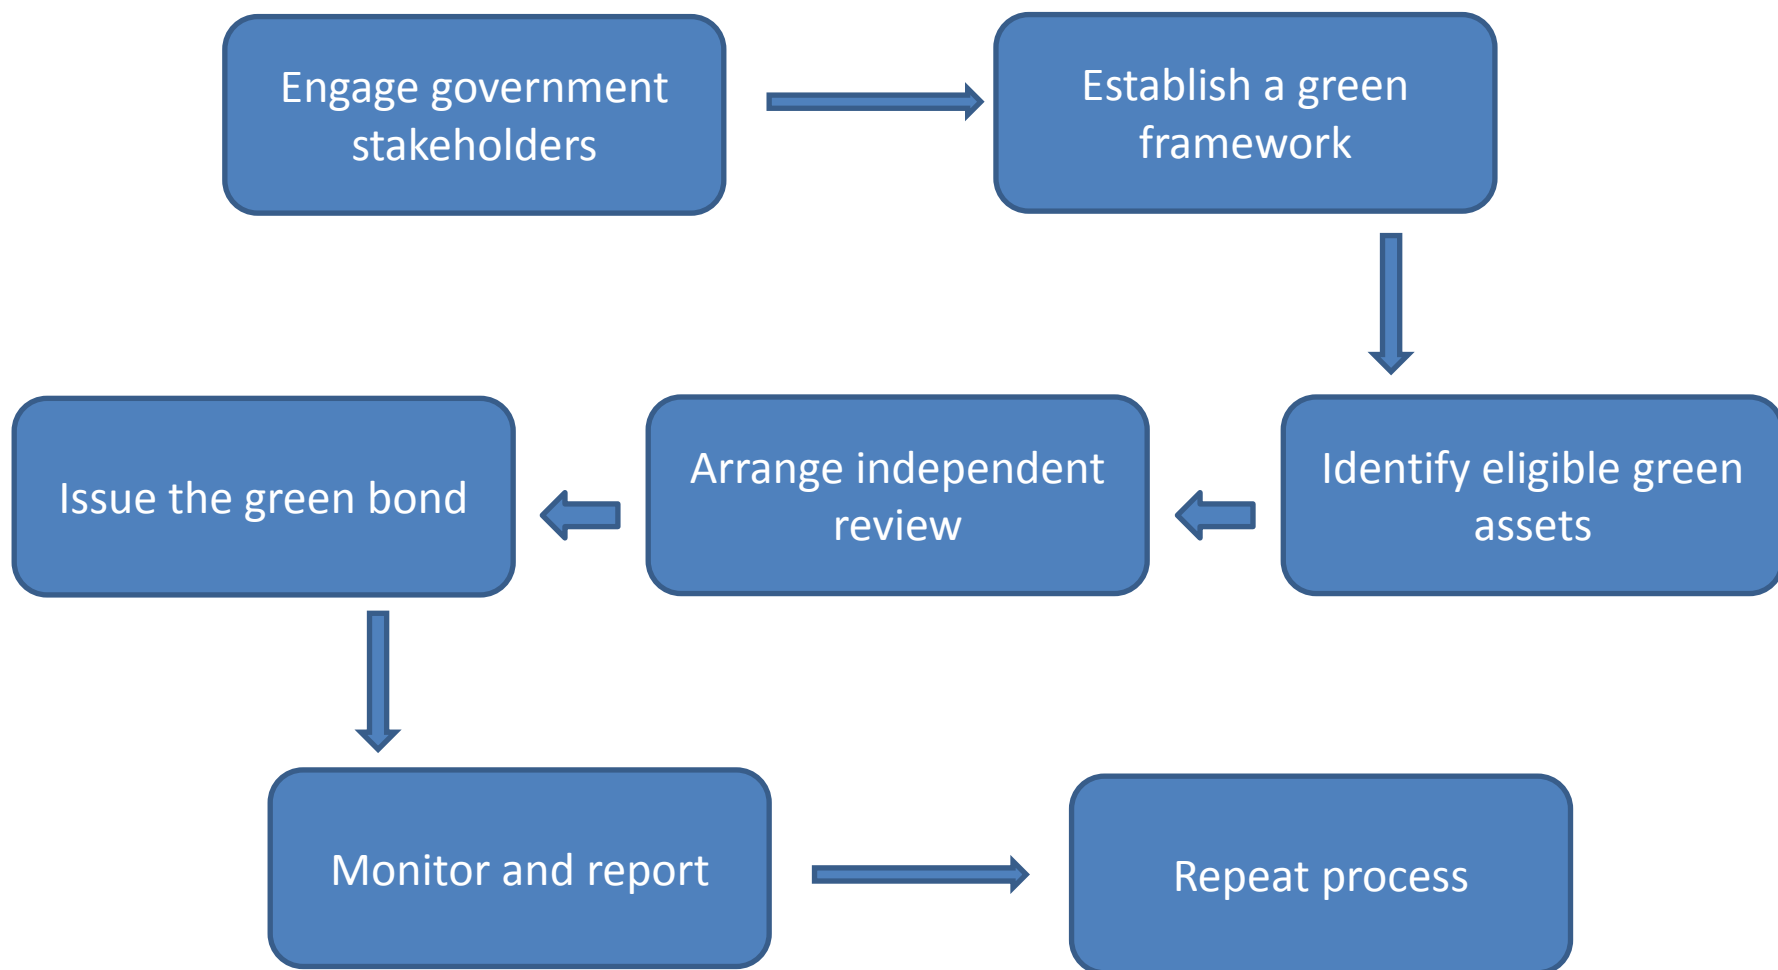 Engage government
stakeholders
Establish a green
framework
Identify eligible green
assets
Arrange independent
review
Issue the green bond
Monitor and report
Repeat process